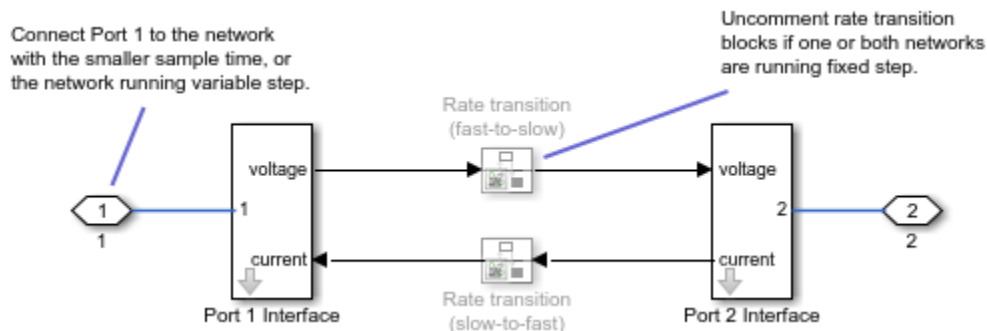 Connect Port 1 to the network
with the smaller sample time, or
the network running variable step.
Uncomment rate transition
blocks if one or both networks
are running fixed step.
Rate transition
(fast-to-slow)
voltage
voltage
1
1
2
2
1
2
current
current
Port 1 Interface
Rate transition
(slow-to-fast)
Port 2 Interface